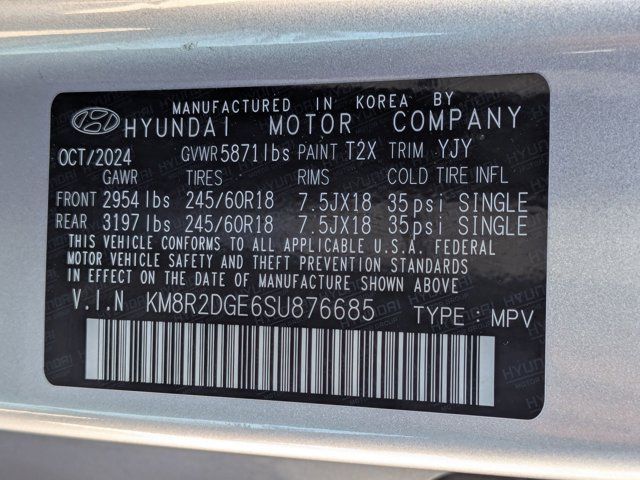 MANUFACTURED IN KOREA BY
HYUNDAI MOTOR COMPANY
OCT/2024 GVWR 5871lbs PAINT T2X TRIM YJY
GAWR TIRES RIMS COLD TIRE INFL
FRONT 2954 lbs 245/60R18 7.5JX18 35psi SINGLE
REAR 3197 lbs 245/60R18 7.5JX18 35psi SINGLE
THIS VEHICLE CONFORMS TO ALL APPLICABLE U.S.A. FEDERAL
MOTOR VEHICLE SAFETY AND THEFT PREVENTION STANDARDS
IN EFFECT ON THE DATE OF MANUFACTURE SHOWN ABOVE
V.I.N KM8R2DGE6SU876685 TYPE : MPV